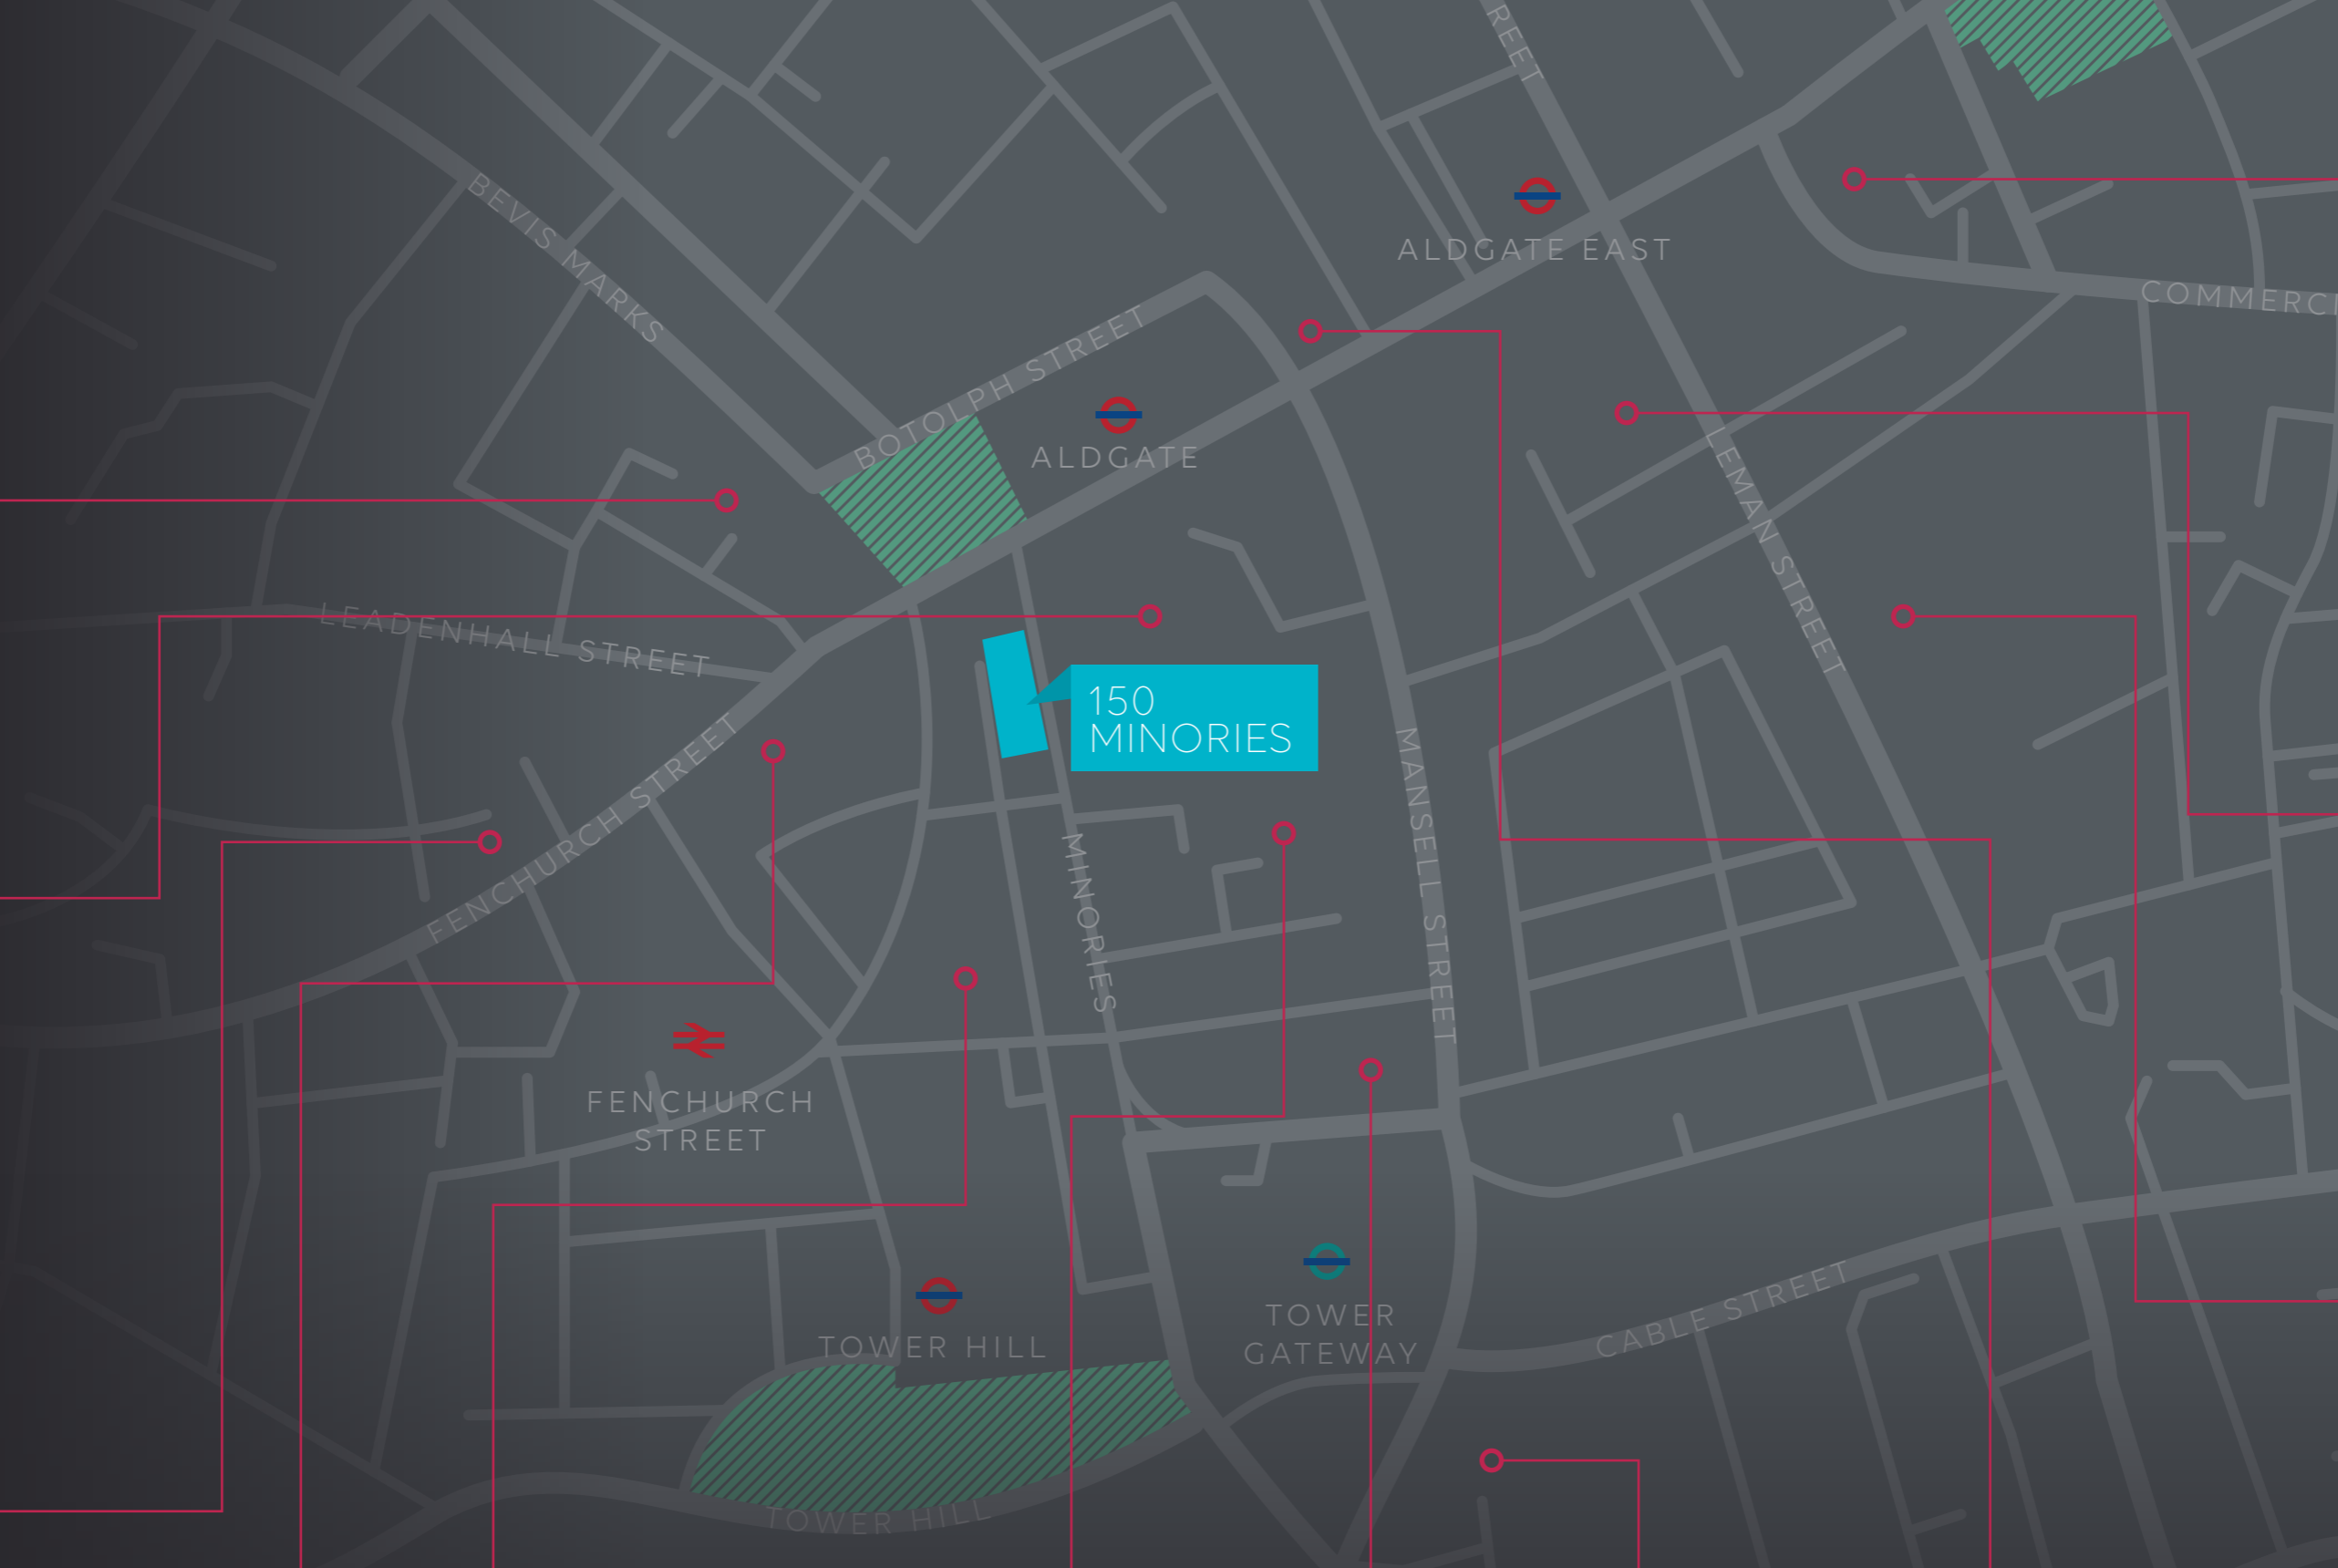 REET
BEVIS MARKS
ALDGATE EAST
COMMERCI
BOTOLPH STREET
ALDGATE
LEMAN STREET
LEADENHALL STREET
150
MINORIES
FENCHURCH STREET
MANSELL STREET
MINORIES
FENCHURCH
STREET
TOWER HILL
TOWER
GATEWAY
CABLE STREET
TOWER HILL